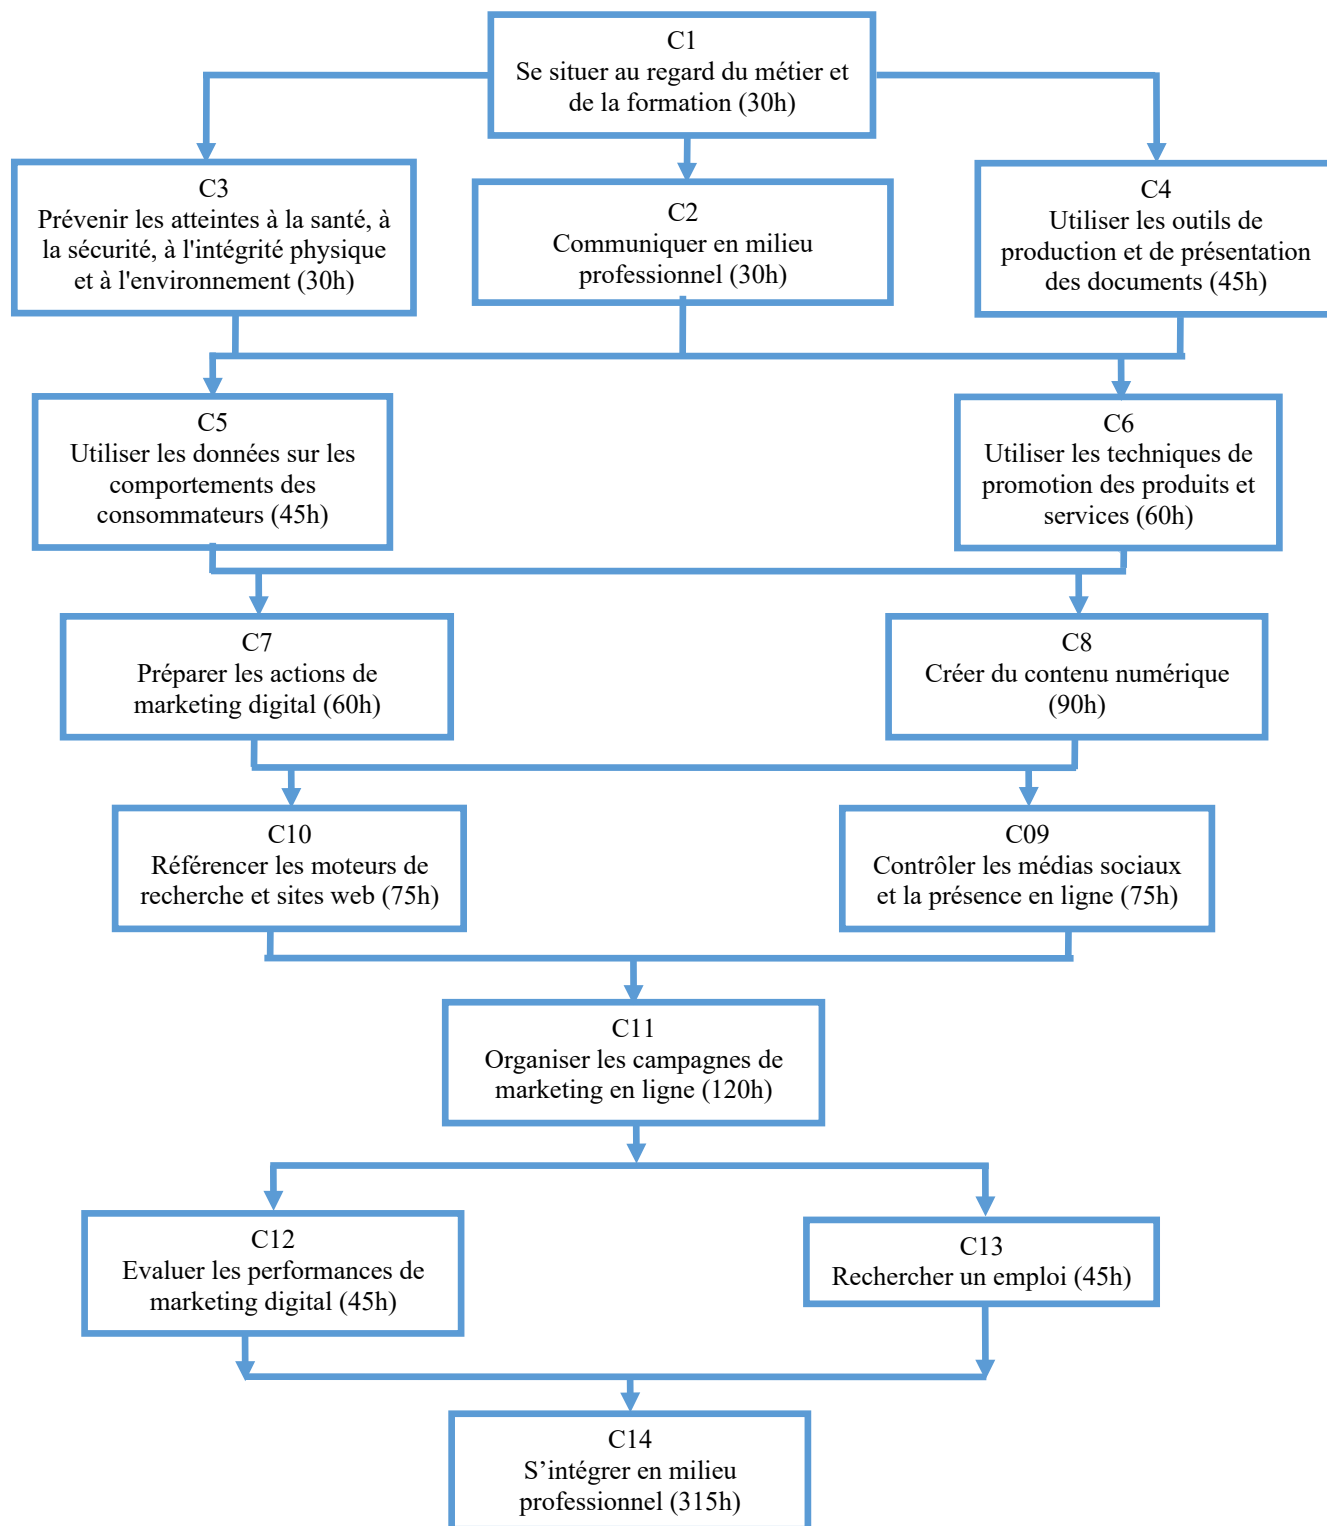 C1
Se situer au regard du métier et
de la formation (30h)
C3
Prévenir les atteintes à la santé, à
la sécurité, à l'intégrité physique
et à l'environnement (30h)
C2
Communiquer en milieu
professionnel (30h)
C4
Utiliser les outils de
production et de présentation
des documents (45h)
C5
Utiliser les données sur les
comportements des
consommateurs (45h)
C6
Utiliser les techniques de
promotion des produits et
services (60h)
C7
Préparer les actions de
marketing digital (60h)
C8
Créer du contenu numérique
(90h)
C10
Référencer les moteurs de
recherche et sites web (75h)
C09
Contrôler les médias sociaux
et la présence en ligne (75h)
C11
Organiser les campagnes de
marketing en ligne (120h)
C12
Evaluer les performances de
marketing digital (45h)
C13
Rechercher un emploi (45h)
C14
S’intégrer en milieu
professionnel (315h)